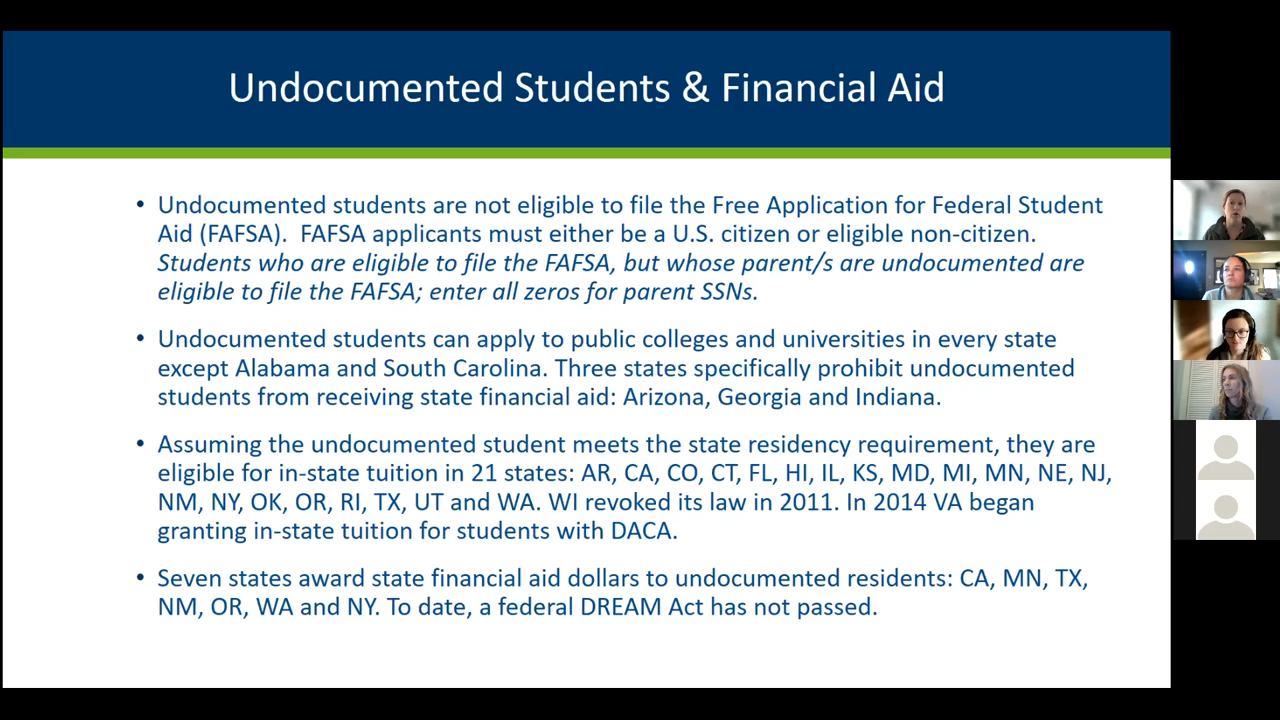 Undocumented Students & Financial Aid
• Undocumented students are not eligible to file the Free Application for Federal Student
Aid (FAFSA).  FAFSA applicants must either be a U.S. citizen or eligible non-citizen.
Students who are eligible to file the FAFSA, but whose parent/s are undocumented are
eligible to file the FAFSA; enter all zeros for parent SSNs.
• Undocumented students can apply to public colleges and universities in every state
except Alabama and South Carolina. Three states specifically prohibit undocumented
students from receiving state financial aid: Arizona, Georgia and Indiana.
• Assuming the undocumented student meets the state residency requirement, they are
eligible for in-state tuition in 21 states: AR, CA, CO, CT, FL, HI, IL, KS, MD, MI, MN, NE, NJ,
NM, NY, OK, OR, RI, TX, UT and WA. WI revoked its law in 2011. In 2014 VA began
granting in-state tuition for students with DACA.
• Seven states award state financial aid dollars to undocumented residents: CA, MN, TX,
NM, OR, WA and NY. To date, a federal DREAM Act has not passed.